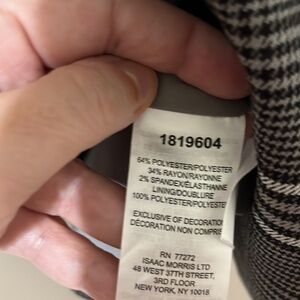 1819604
64% POLYESTER/POLYESTER
34% RAYON/RAYONNE
2% SPANDEX/ELASTHANNE
LINING/DOUBLURE
100% POLYESTER/POLYESTER
EXCLUSIVE OF DECORATION
DÉCORATION NON COMPRIS
RN 77272
ISAAC MORRIS LTD
48 WEST 37TH STREET,
3RD FLOOR
NEW YORK, NY 10018